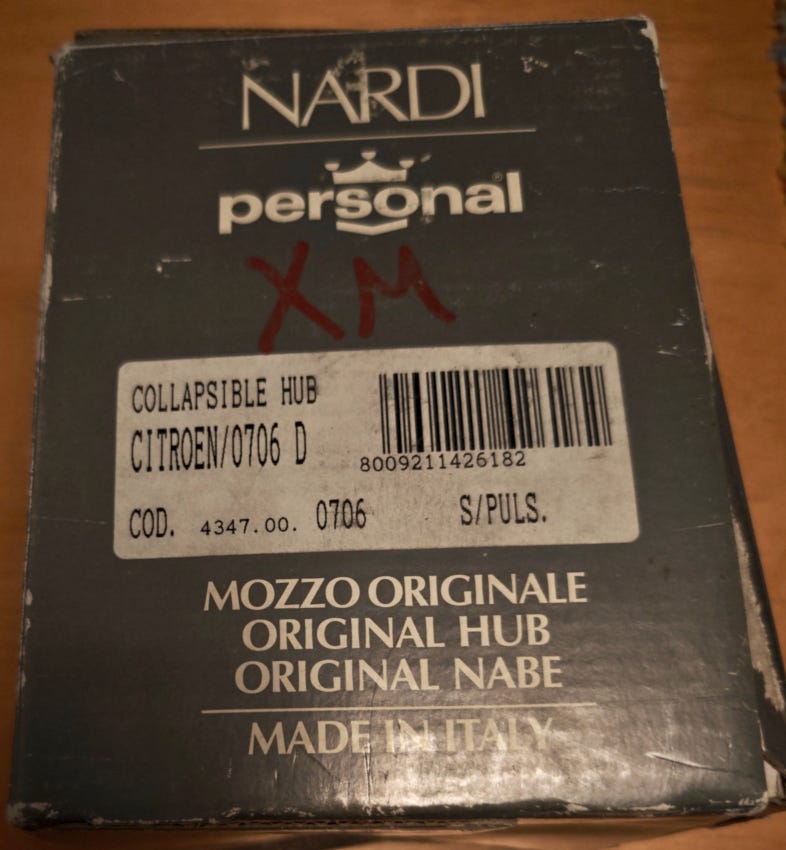 NARDI
personal®
XM
COLLAPSIBLE HUB
CITROEN/0706 D
8009211426182
COD. 4347.00. 0706 S/PULS.
MOZZO ORIGINALE
ORIGINAL HUB
ORIGINAL NABE
MADE IN ITALY